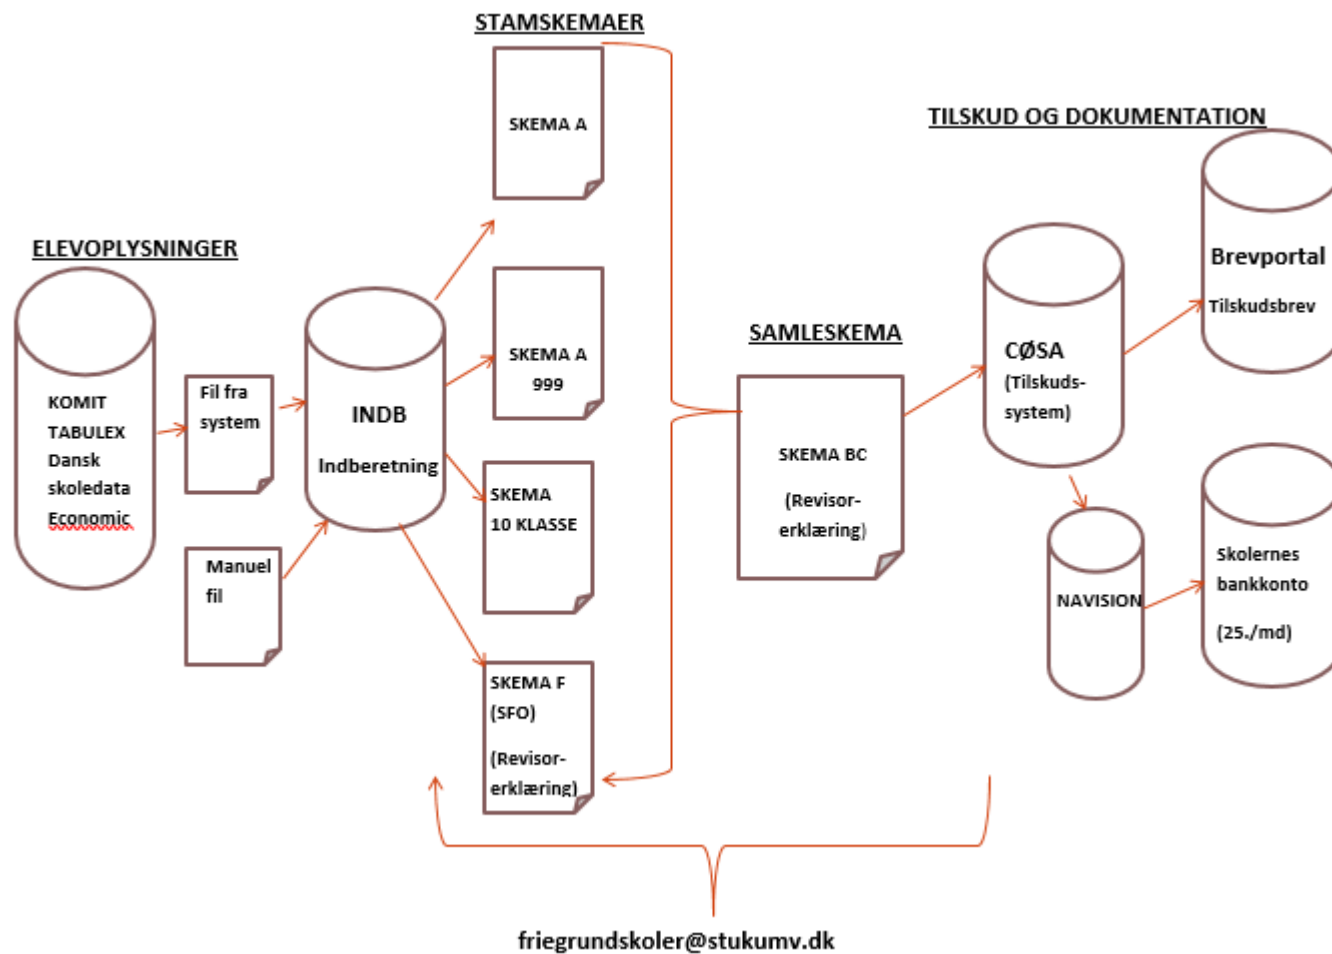 STAMSKEMAER
SKEMA A
SKEMA A
999
SKEMA
10 KLASSE
SKEMA F
(SFO)
(Revisor-
erklæring)
ELEVOPLYSNINGER
KOMIT
TABULEX
Dansk
skoledata
Economic
Fil fra
system
Manuel
fil
INDB
Indberetning
SAMLESKEMA
SKEMA BC
(Revisor-
erklæring)
TILSKUD OG DOKUMENTATION
CØSA
(Tilskuds-
system)
NAVISION
Brevportal
Tilskudsbrev
Skolernes
bankkonto
(25./md)
friegrundskoler@stukumv.dk